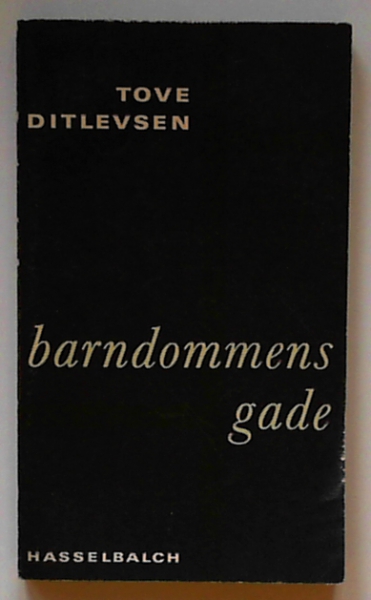 TOVE
DITLEVSEN
barndommens
gade
HASSELBALCH